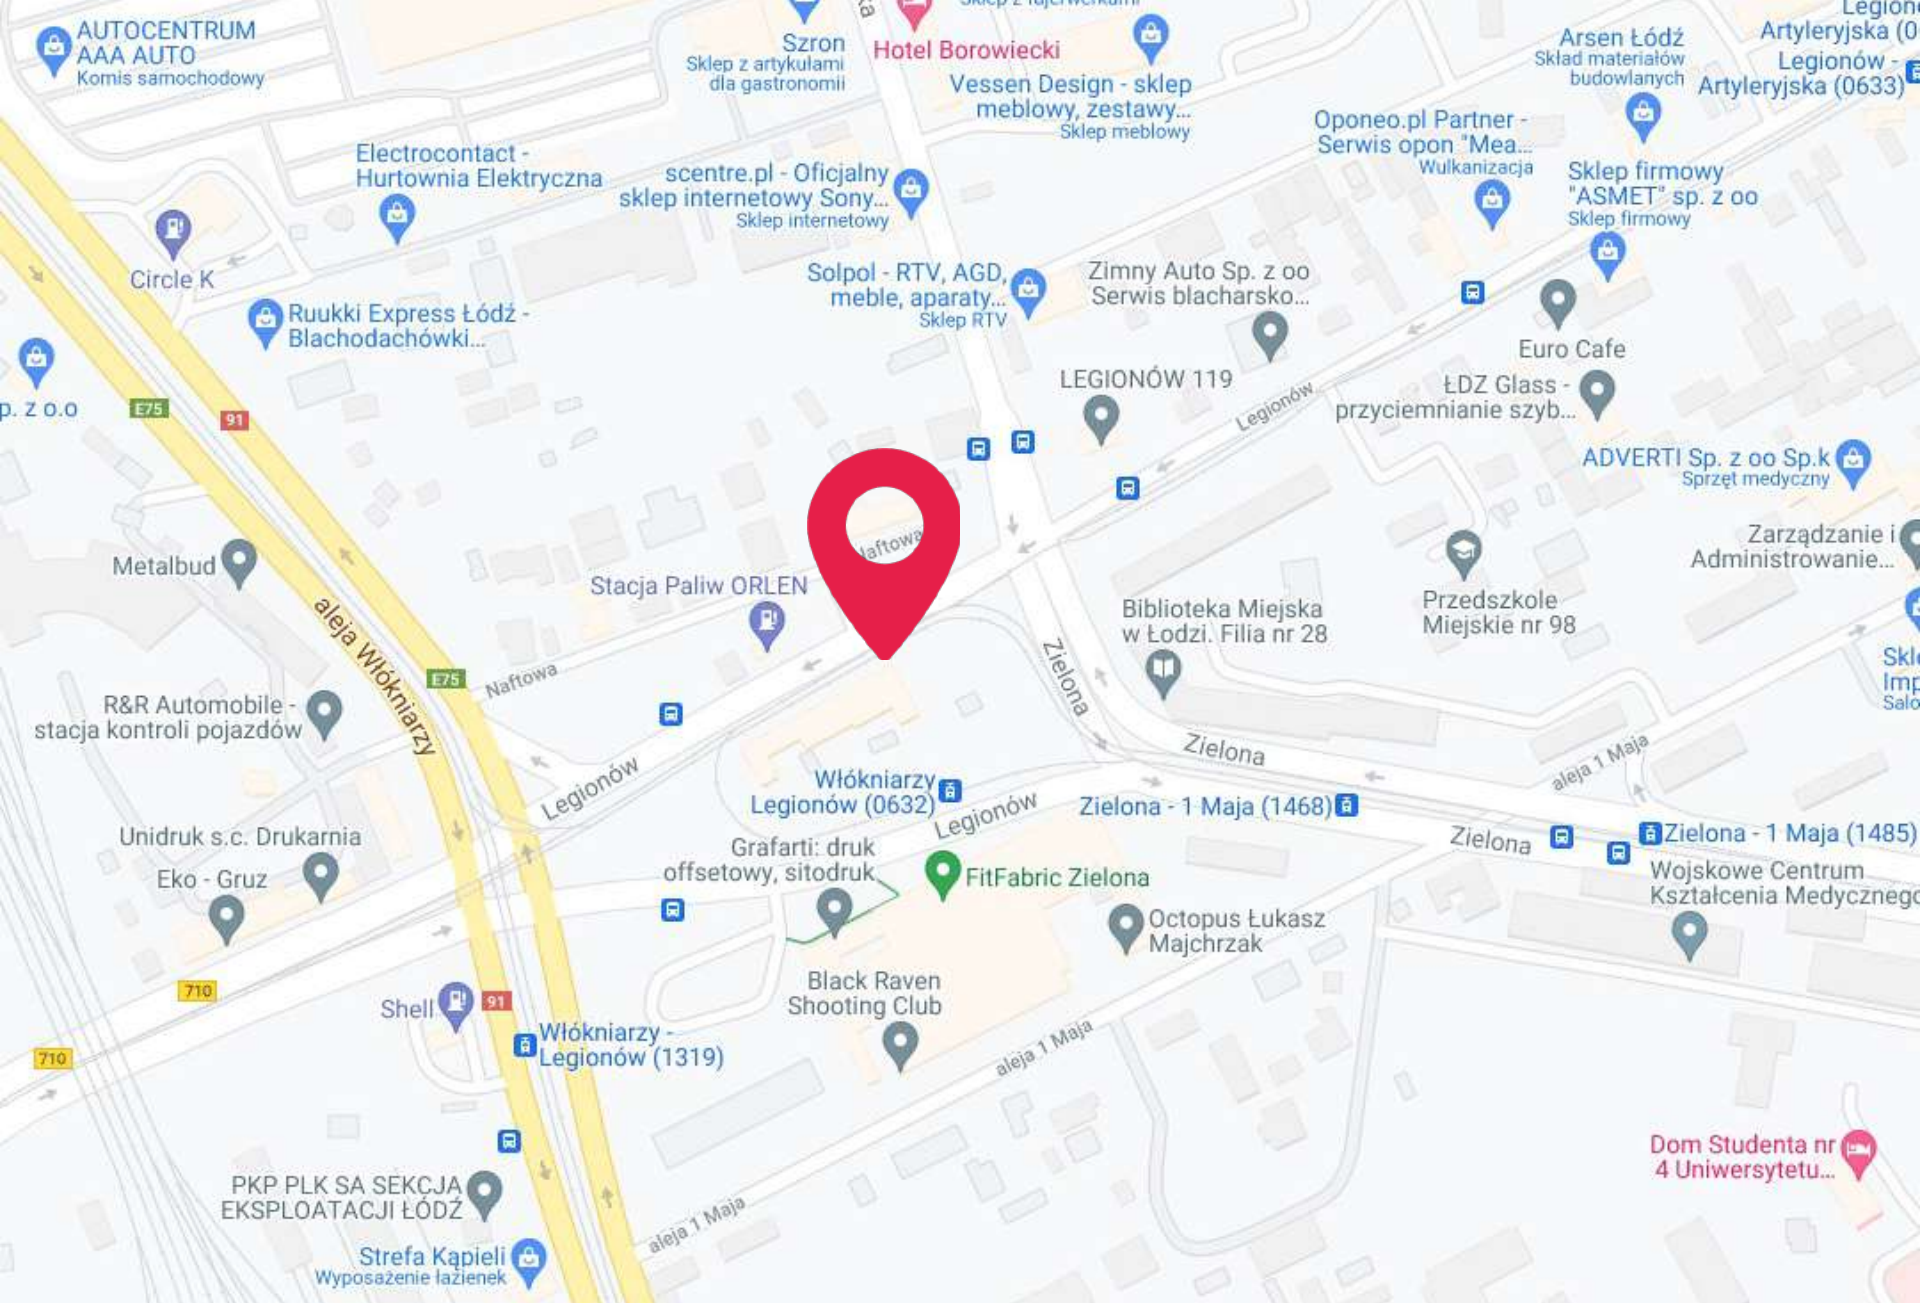 AUTOCENTRUM
AAA AUTO
Komis samochodowy
Szron
Sklep z artykułami
dla gastronomii
Sklep z fajerwerkami
Hotel Borowiecki
Vessen Design - sklep
meblowy, zestawy...
Sklep meblowy
Arsen Łódź
Skład materiałów
budowlanych
Artyleryjska (0
Legionów -
Artyleryjska (0633)
Oponeo.pl Partner -
Serwis opon "Mea...
Wulkanizacja
Sklep firmowy
"ASMET" sp. z oo
Sklep firmowy
Electrocontact -
Hurtownia Elektryczna
scentre.pl - Oficjalny
sklep internetowy Sony...
Sklep internetowy
Circle K
Solpol - RTV, AGD,
meble, aparaty...
Sklep RTV
Zimny Auto Sp. z oo
Serwis blacharsko...
Ruukki Express Łódź -
Blachodachówki...
Euro Cafe
p. z o.o
E75
91
LEGIONÓW 119
Legionów
ŁDZ Glass -
przyciemnianie szyb...
ADVERTI Sp. z oo Sp.k
Sprzęt medyczny
Zarządzanie i
Administrowanie...
Metalbud
Naftowa
Stacja Paliw ORLEN
Biblioteka Miejska
w Łodzi. Filia nr 28
Przedszkole
Miejskie nr 98
aleja Włókniarzy
E75
Naftowa
Zielona
Skle
Imp
Salo
R&R Automobile -
stacja kontroli pojazdów
Zielona
aleja 1 Maja
Legionów
Włókniarzy
Legionów (0632)
Legionów
Zielona - 1 Maja (1468)
Zielona
Zielona - 1 Maja (1485)
Unidruk s.c. Drukarnia
Eko - Gruz
Grafarti: druk
offsetowy, sitodruk
FitFabric Zielona
Wojskowe Centrum
Kształcenia Medycznego
Octopus Łukasz
Majchrzak
Black Raven
Shooting Club
710
Shell
91
Włókniarzy -
Legionów (1319)
710
aleja 1 Maja
Dom Studenta nr
4 Uniwersytetu...
PKP PLK SA SEKCJA
EKSPLOATACJI ŁÓDŹ
aleja 1 Maja
Strefa Kąpieli
Wyposażenie łazienek